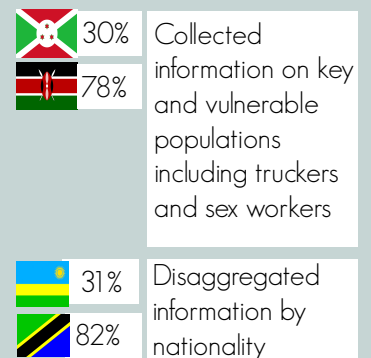 30%
78%
Collected
information on key
and vulnerable
populations
including truckers
and sex workers
31%
82%
Disaggregated
information by
nationality